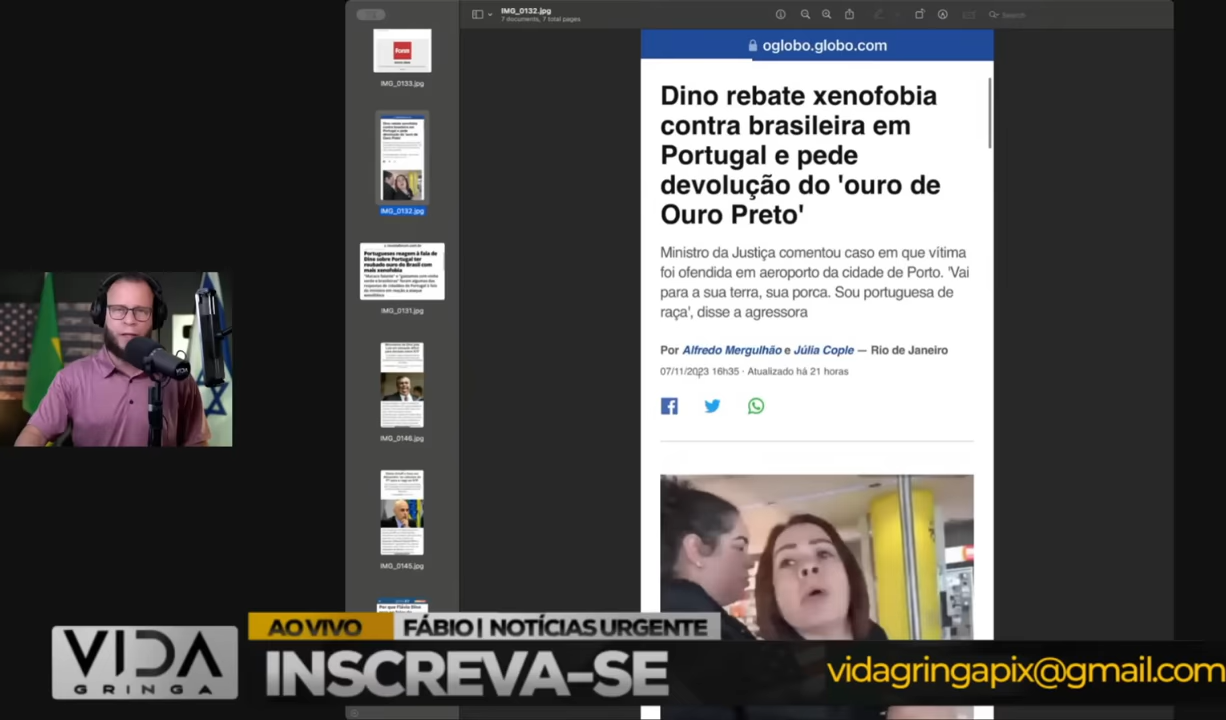 IMG_0132.jpg
7 documents, 7 total pages
Search
IMG_0133.jpg
IMG_0132.jpg
Portugueses reagem à fala de
Dino sobre Portugal ter
roubado ouro do Brasil com
mais xenofobia
IMG_0131.jpg
IMG_0146.jpg
IMG_0145.jpg
Por que Flávio Dino
oglobo.globo.com
Dino rebate xenofobia
contra brasileira em
Portugal e pede
devolução do 'ouro de
Ouro Preto'
Ministro da Justiça comentou caso em que vítima
foi ofendida em aeroporto da cidade de Porto. 'Vai
para a sua terra, sua porca. Sou portuguesa de
raça', disse a agressora
Por Alfredo Mergulhão e Júlia Cople — Rio de Janeiro
07/11/2023 16h35 · Atualizado há 21 horas
VIDA
GRINGA
AO VIVO
FÁBIO | NOTÍCIAS URGENTE
INSCREVA-SE
vidagringapix@gmail.com